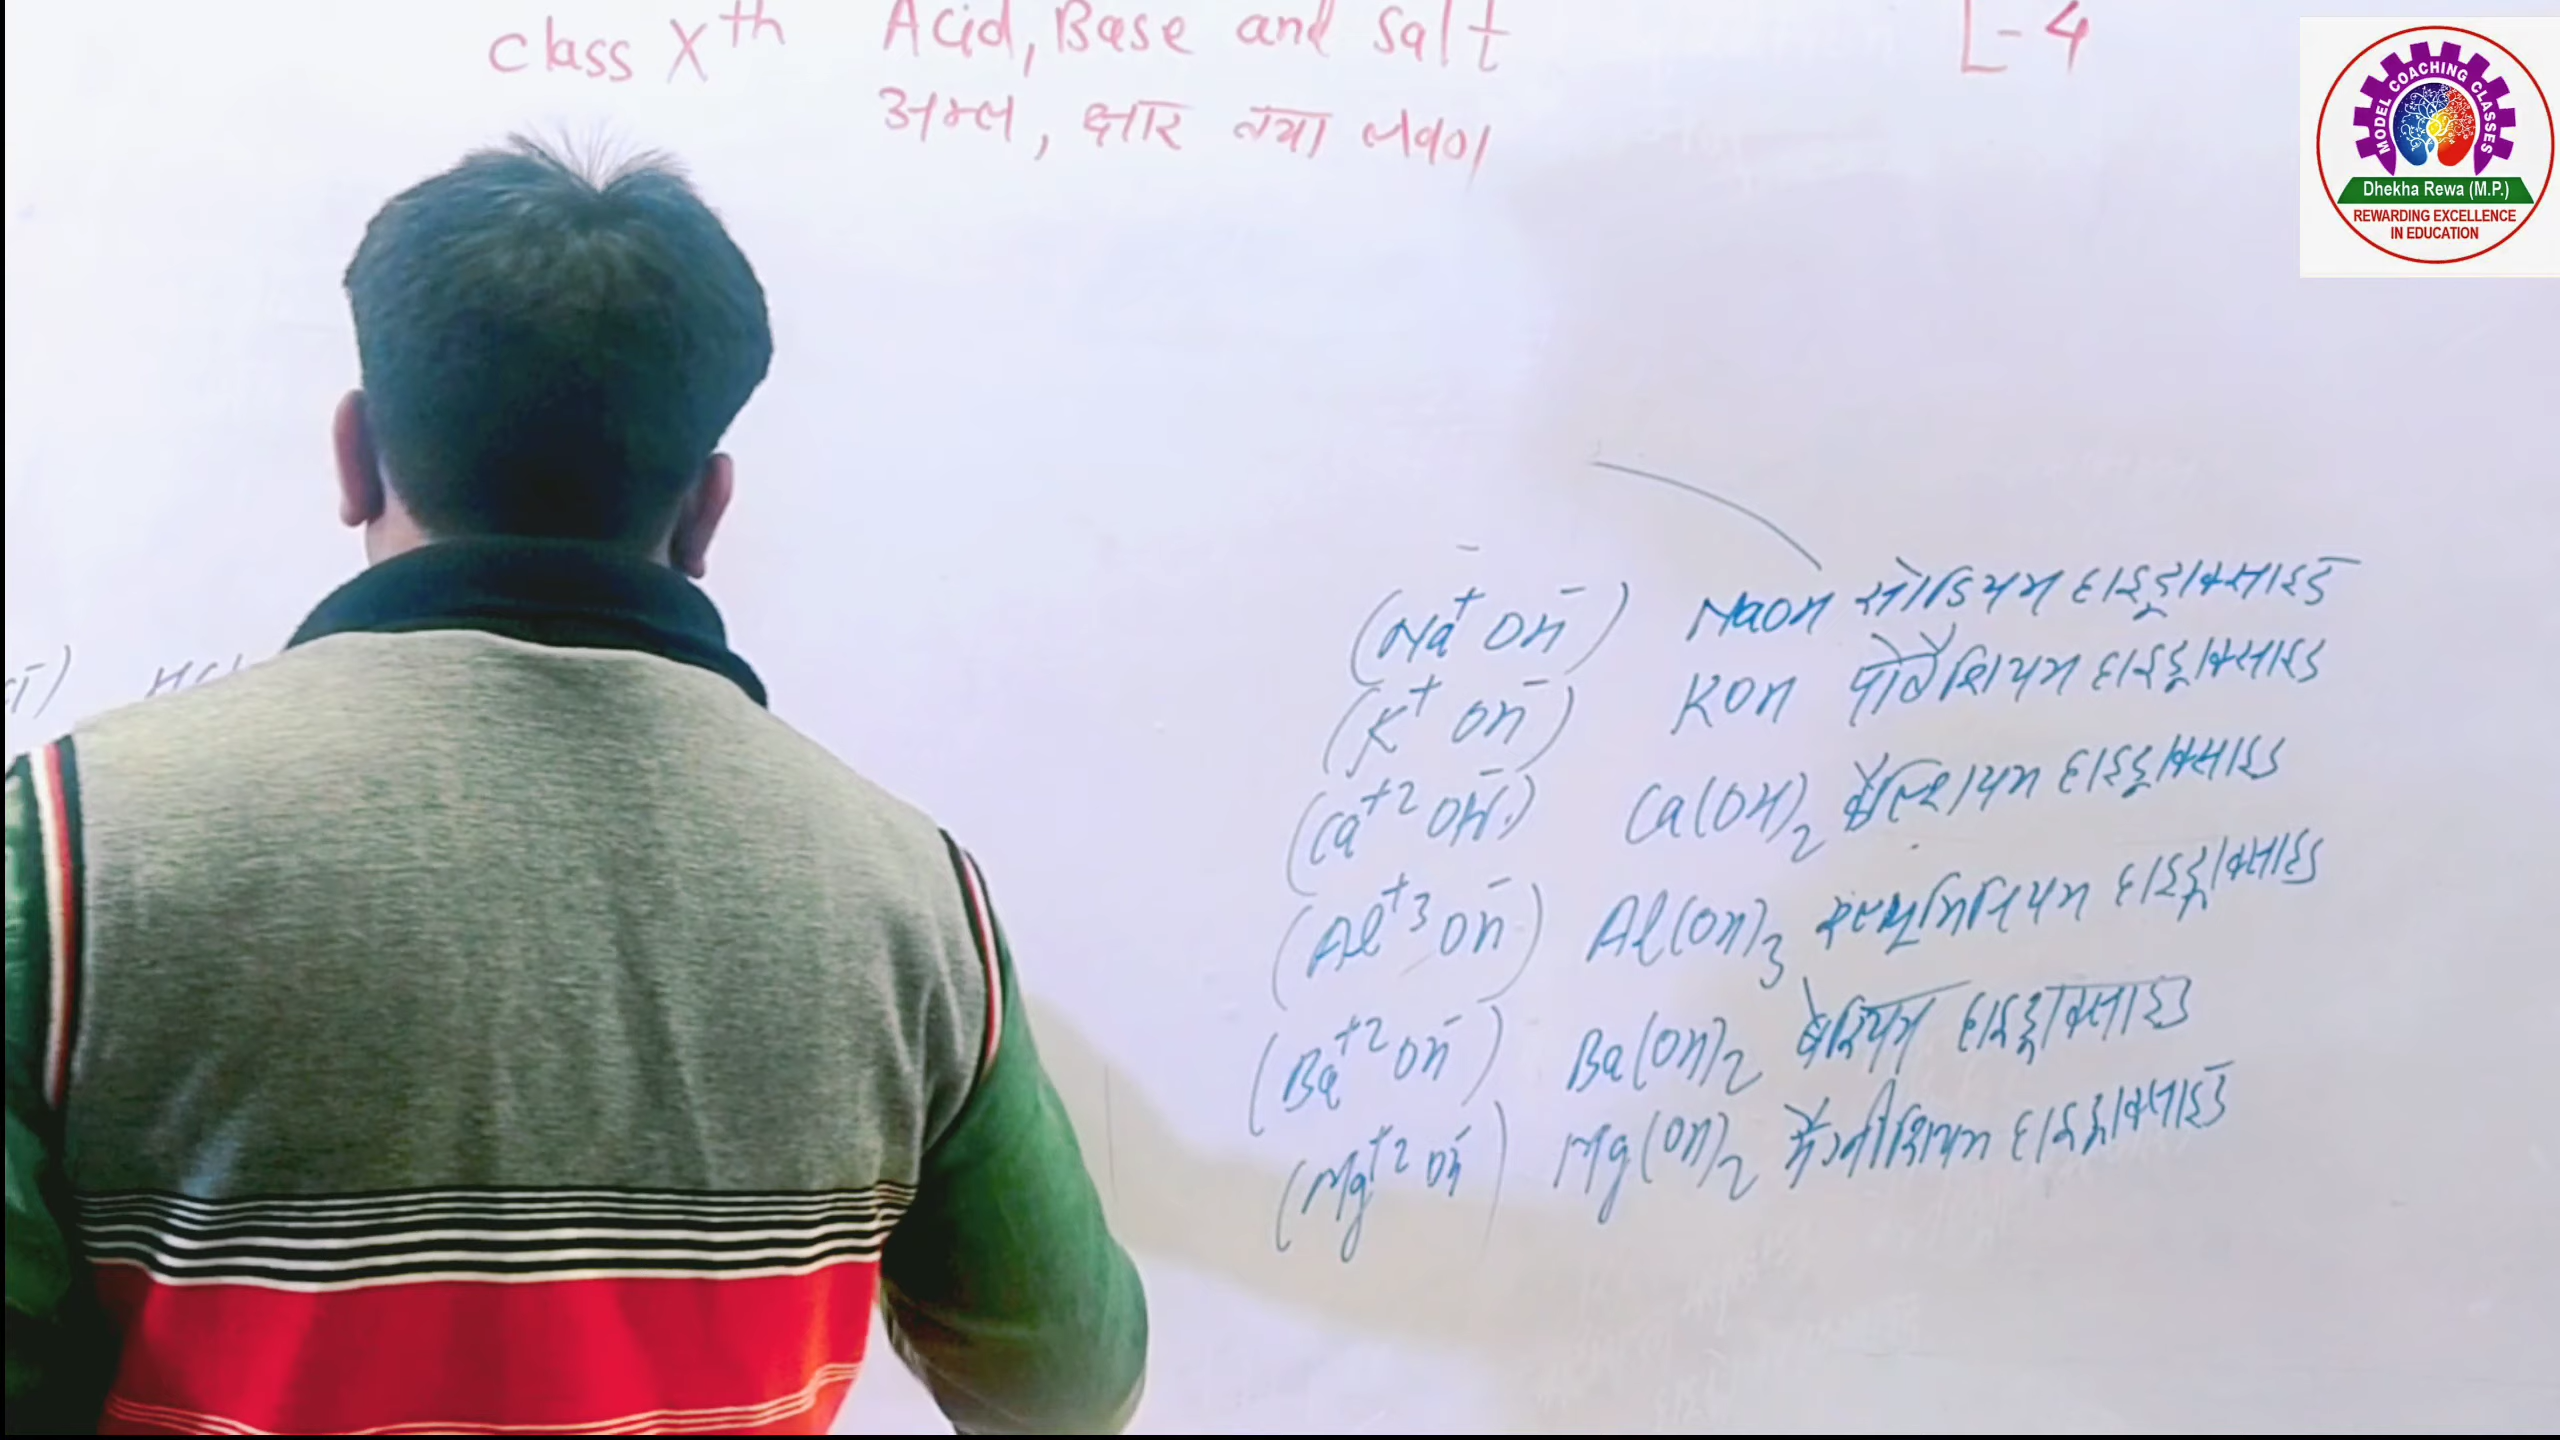 Class Xth Acid, Base and Salt L-4
अम्ल, क्षार तथा लवण
MODEL COACHING CLASSES
Dhekha Rewa (M.P.)
REWARDING EXCELLENCE
IN EDUCATION
(Na⁺ OH⁻) NaOH सोडियम हाइड्राक्साइड
(K⁺ OH⁻) KOH पोटैशियम हाइड्राक्साइड
(Ca⁺² OH⁻) Ca(OH)₂ कैल्शियम हाइड्राक्साइड
(Al⁺³ OH⁻) Al(OH)₃ एल्युमिनियम हाइड्राक्साइड
(Ba⁺² OH⁻) Ba(OH)₂ बेरियम हाइड्राक्साइड
(Mg⁺² OH⁻) Mg(OH)₂ मैग्नीशियम हाइड्राक्साइड